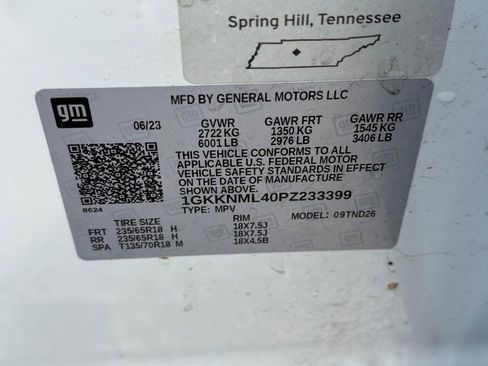 Spring Hill, Tennessee
gm
MFD BY GENERAL MOTORS LLC
06/23 GVWR GAWR FRT GAWR RR
2722 KG 1350 KG 1545 KG
6001 LB 2976 LB 3406 LB
THIS VEHICLE CONFORMS TO ALL
APPLICABLE U.S. FEDERAL MOTOR
VEHICLE SAFETY STANDARDS IN EFFECT
ON THE DATE OF MANUFACTURE
SHOWN ABOVE.
1GKKNML40PZ233399
8624
TYPE: MPV MODEL: 09TND26
TIRE SIZE RIM
FRT 235/65R18 H 18X7.5J
RR 235/65R18 H 18X7.5J
SPA T135/70R18 M 18X4.5B